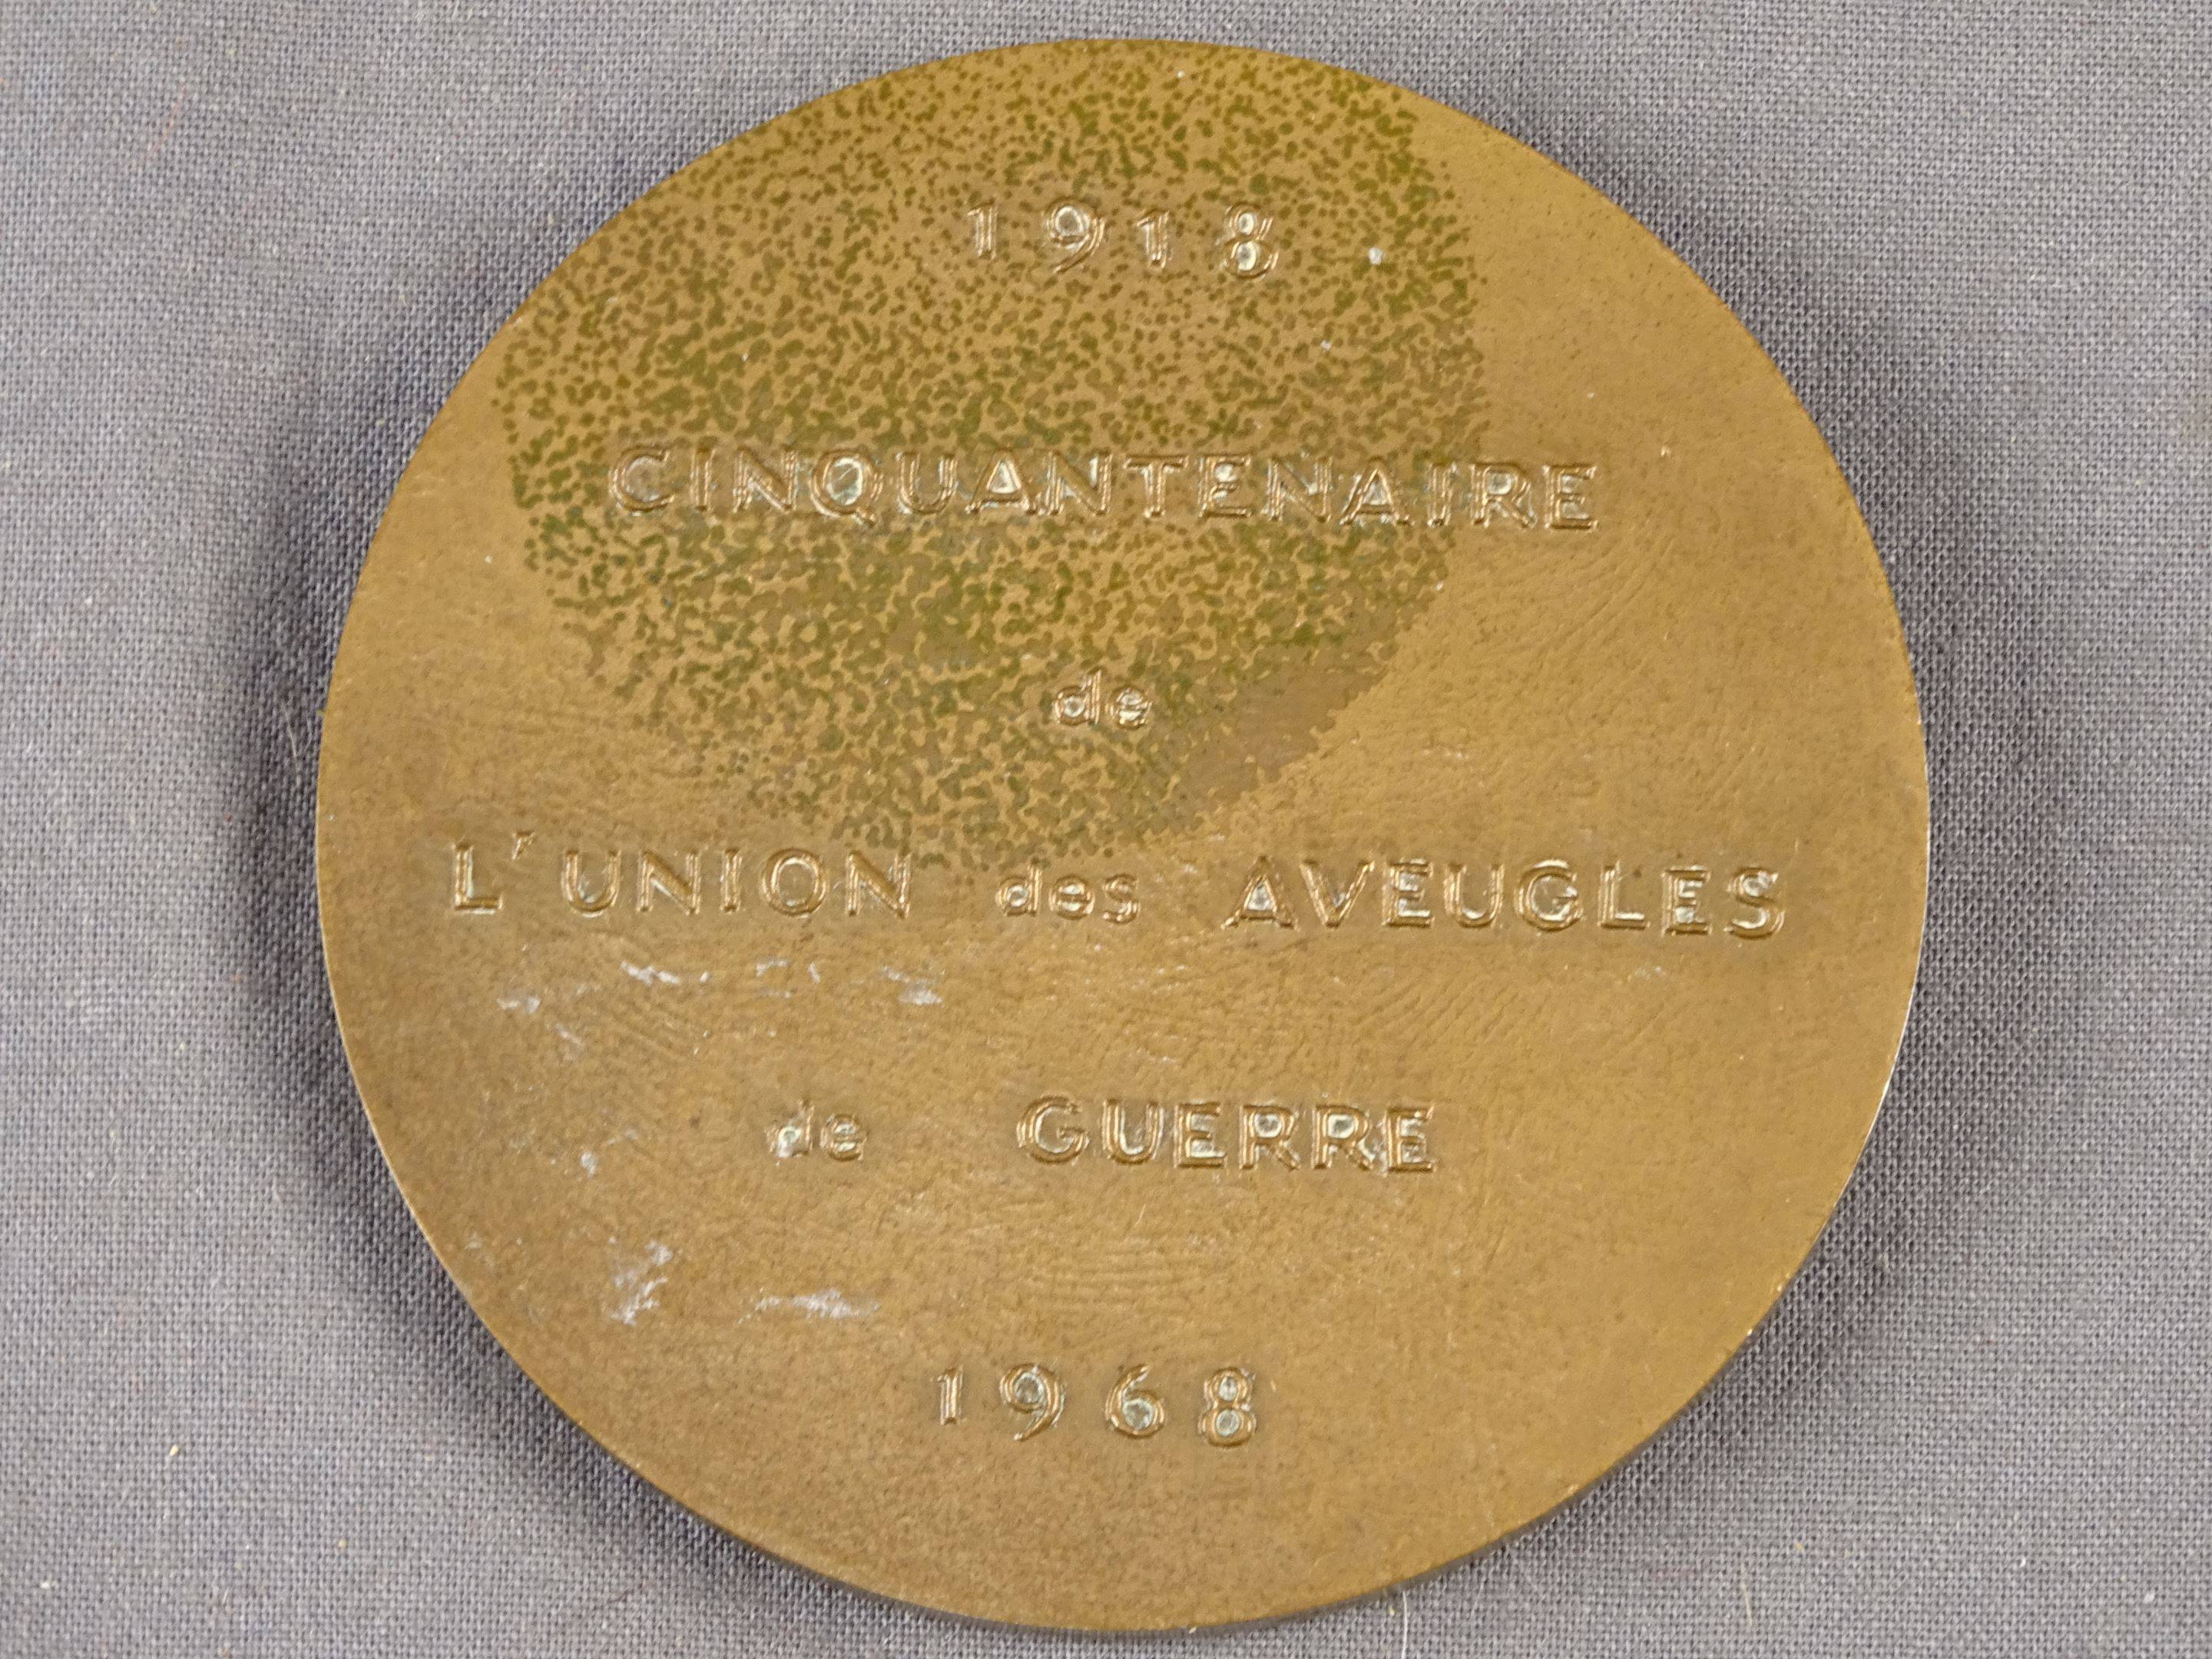 1918
CINQUANTENAIRE
de
L'UNION des AVEUGLES
de GUERRE
1968